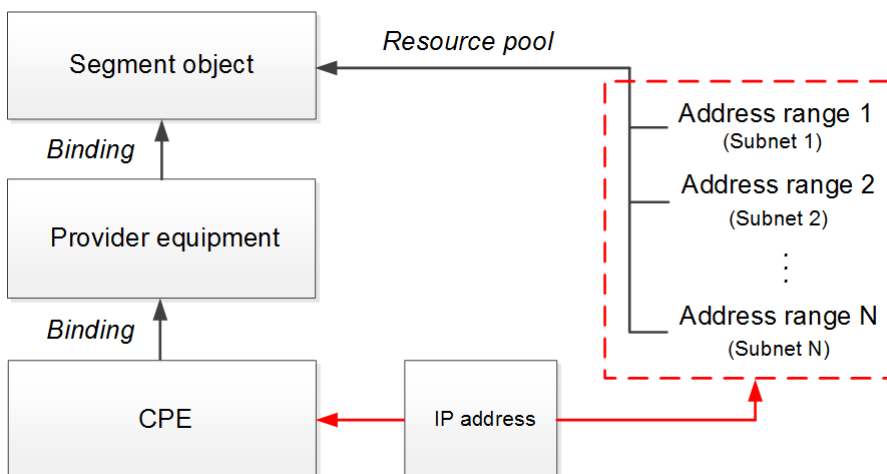 Resource pool
Segment object
Address range 1
(Subnet 1)
Binding
Address range 2
(Subnet 2)
Provider equipment
⋮
Address range N
(Subnet N)
Binding
CPE
IP address